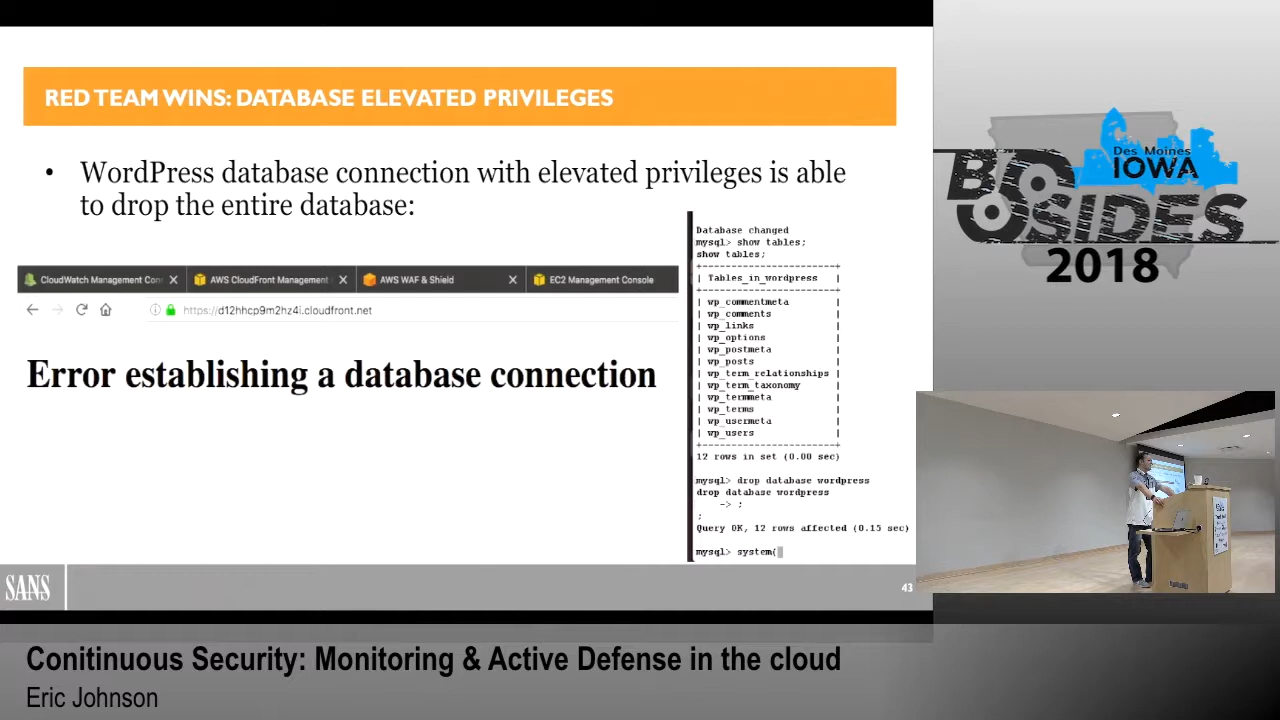 RED TEAM WINS: DATABASE ELEVATED PRIVILEGES
• WordPress database connection with elevated privileges is able
to drop the entire database:
CloudWatch Management Con
AWS CloudFront Management
AWS WAF & Shield
EC2 Management Console
https://d12hhcp9m2hz4i.cloudfront.net
Error establishing a database connection
Database changed
mysql> show tables;
show tables;
+-----------------------+
| Tables_in_wordpress |
+-----------------------+
| wp_commentmeta |
| wp_comments |
| wp_links |
| wp_options |
| wp_postmeta |
| wp_posts |
| wp_term_relationships |
| wp_term_taxonomy |
| wp_termmeta |
| wp_terms |
| wp_usermeta |
| wp_users |
+-----------------------+
12 rows in set (0.00 sec)
mysql> drop database wordpress
drop database wordpress
-> ;
;
Query OK, 12 rows affected (0.15 sec)
mysql> system(
SANS
43
Des Moines
IOWA
BSIDES
2018
Conitinuous Security: Monitoring & Active Defense in the cloud
Eric Johnson